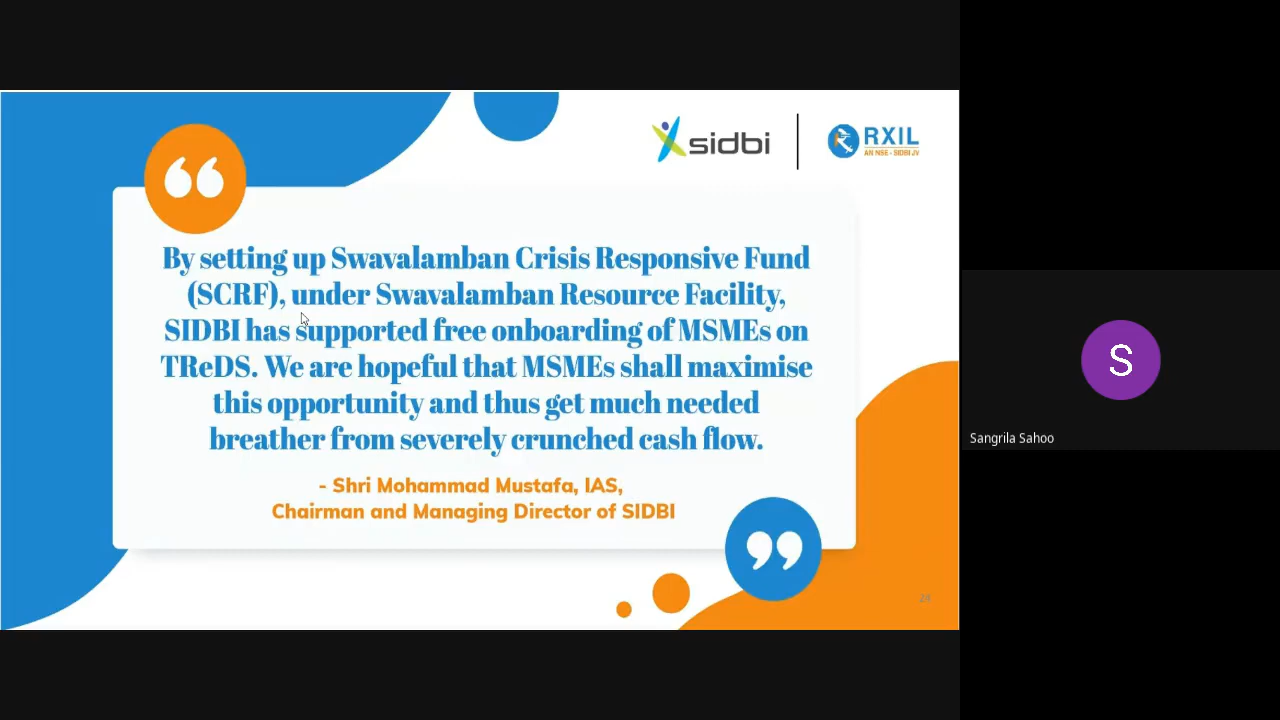 sidbi
RXIL
AN NSE - SIDBI JV
By setting up Swavalamban Crisis Responsive Fund
(SCRF), under Swavalamban Resource Facility,
SIDBI has supported free onboarding of MSMEs on
TReDS. We are hopeful that MSMEs shall maximise
this opportunity and thus get much needed
breather from severely crunched cash flow.
- Shri Mohammad Mustafa, IAS,
Chairman and Managing Director of SIDBI
S
Sangrila Sahoo